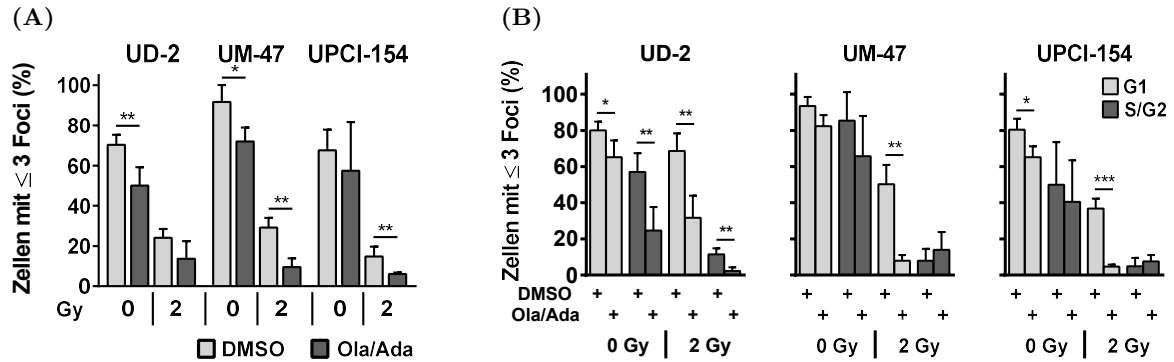 (A)
UD-2 UM-47 UPCI-154
Zellen mit ≤ 3 Foci (%)
100
80
60
40
20
0
** * ** **
Gy 0 2 0 2 0 2
DMSO Ola/Ada
(B)
UD-2 UM-47 UPCI-154
Zellen mit ≤ 3 Foci (%)
G1
S/G2
80
60
40
20
0
* ** ** ** ** * ***
DMSO + + + + + + + + + + + +
Ola/Ada + + + + + + + + + + + +
0 Gy 2 Gy 0 Gy 2 Gy 0 Gy 2 Gy